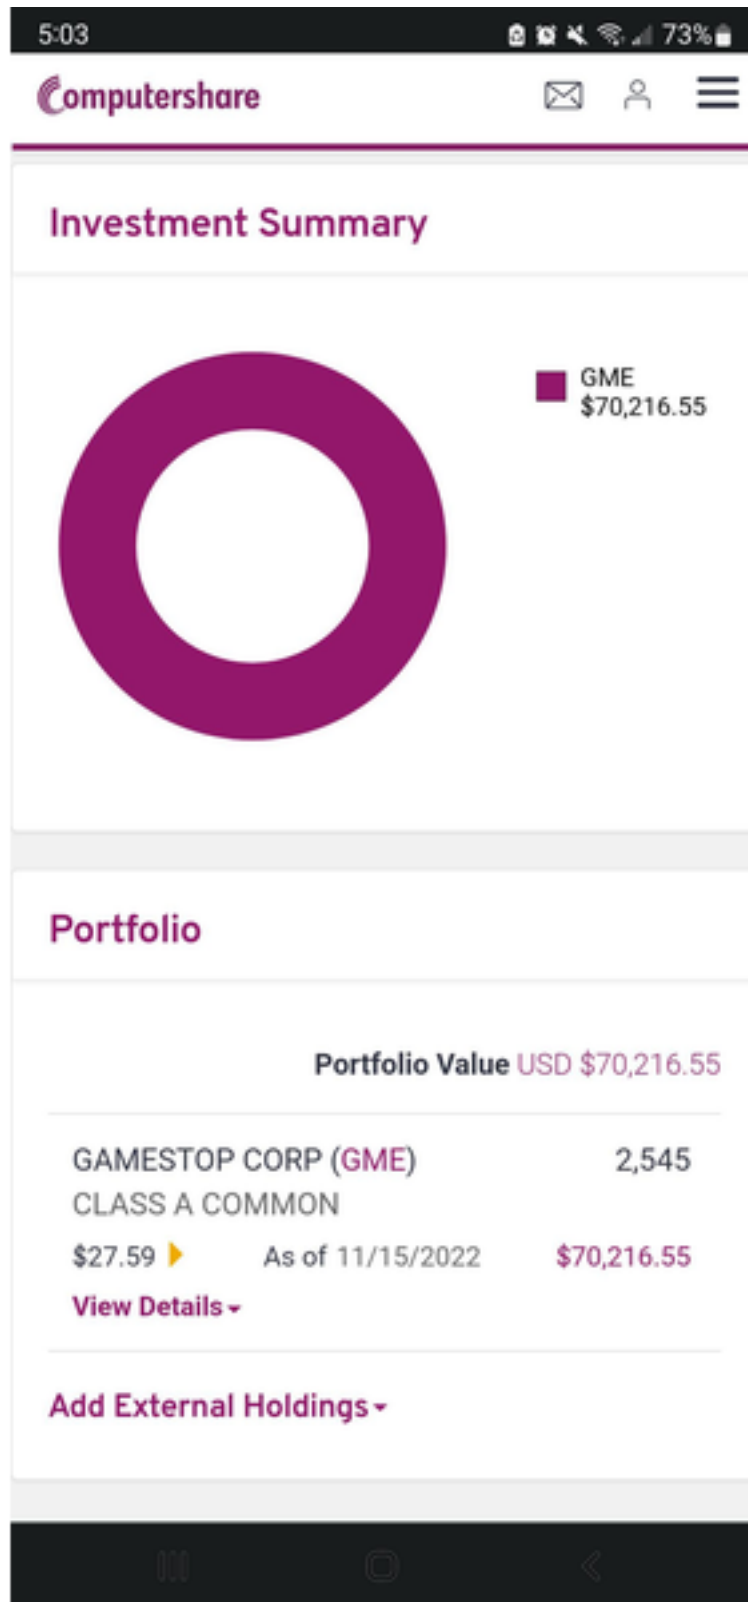 5:03 73%
Computershare
Investment Summary
GME
$70,216.55
Portfolio
Portfolio Value USD $70,216.55
GAMESTOP CORP (GME) 2,545
CLASS A COMMON
$27.59 As of 11/15/2022 $70,216.55
View Details
Add External Holdings